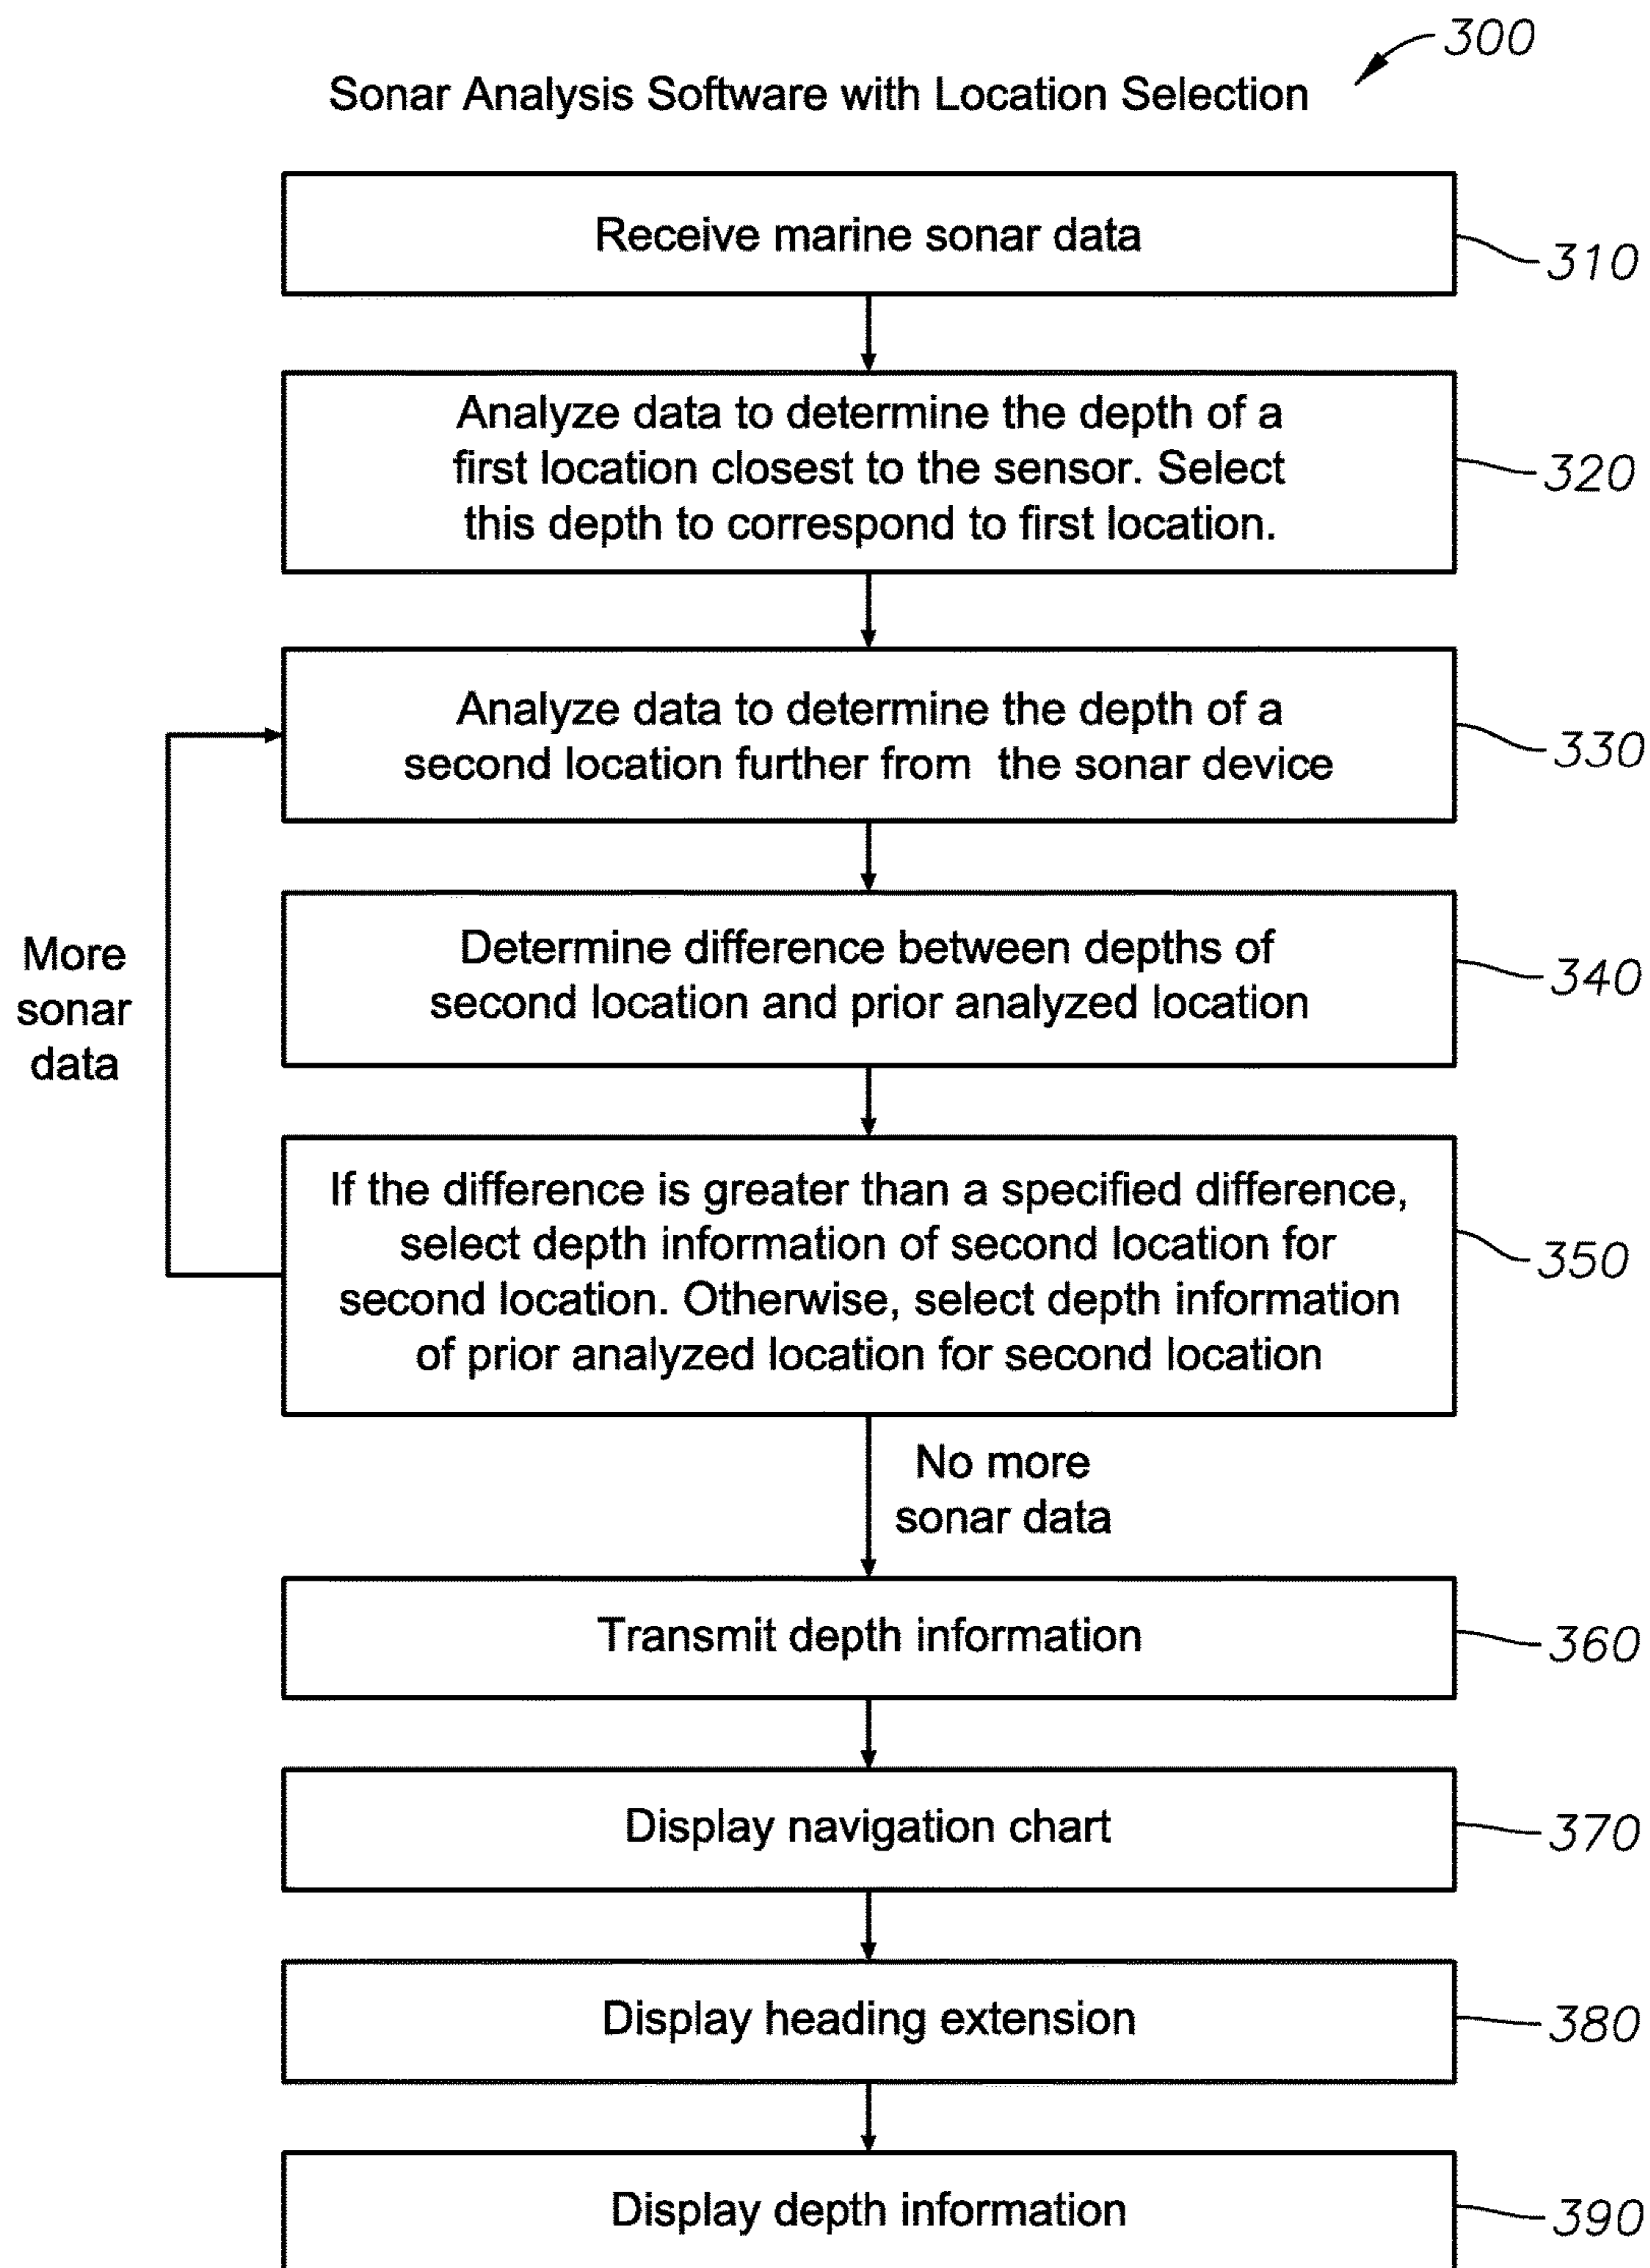 300
Sonar Analysis Software with Location Selection
Receive marine sonar data
310
Analyze data to determine the depth of a
first location closest to the sensor. Select
this depth to correspond to first location.
320
Analyze data to determine the depth of a
second location further from the sonar device
330
More
sonar
data
Determine difference between depths of
second location and prior analyzed location
340
If the difference is greater than a specified difference,
select depth information of second location for
second location. Otherwise, select depth information
of prior analyzed location for second location
350
No more
sonar data
Transmit depth information
360
Display navigation chart
370
Display heading extension
380
Display depth information
390